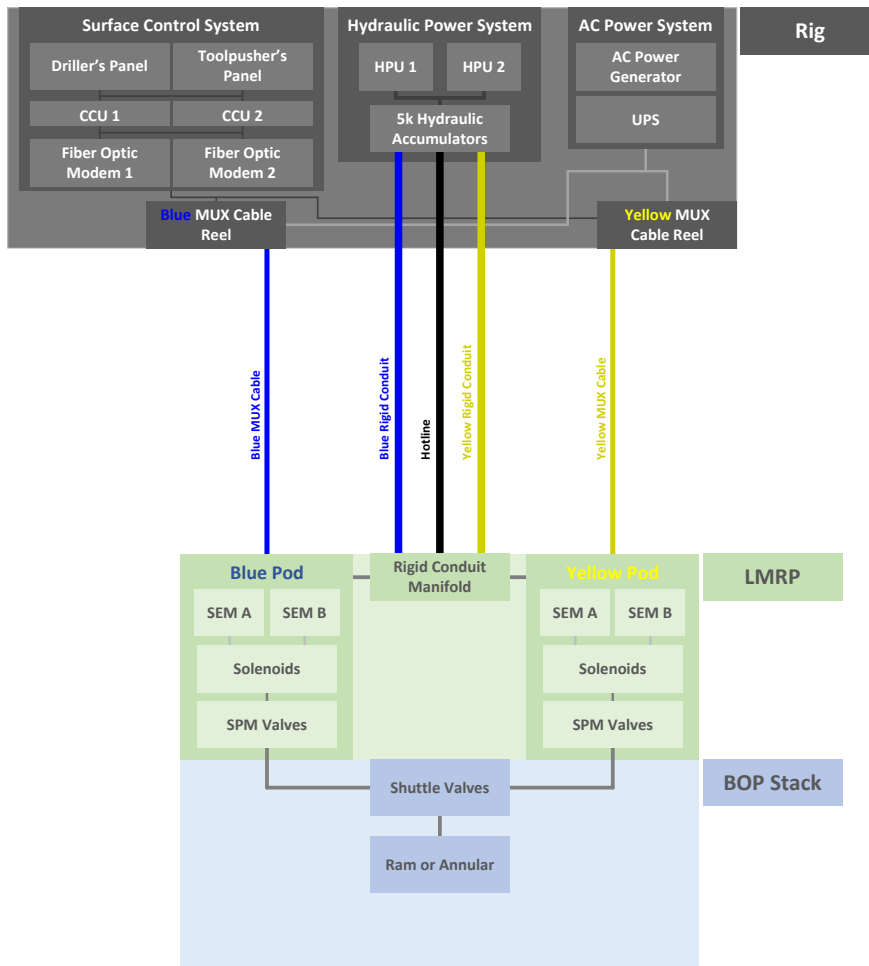 Surface Control System
Driller's Panel
Toolpusher's
Panel
CCU 1
CCU 2
Fiber Optic
Modem 1
Fiber Optic
Modem 2
Hydraulic Power System
HPU 1
HPU 2
5k Hydraulic
Accumulators
AC Power System
AC Power
Generator
UPS
Rig
Blue MUX Cable
Reel
Yellow MUX
Cable Reel
Blue MUX Cable
Blue Rigid Conduit
Hotline
Yellow Rigid Conduit
Yellow MUX Cable
Blue Pod
SEM A
SEM B
Solenoids
SPM Valves
Rigid Conduit
Manifold
Yellow Pod
SEM A
SEM B
Solenoids
SPM Valves
LMRP
Shuttle Valves
Ram or Annular
BOP Stack